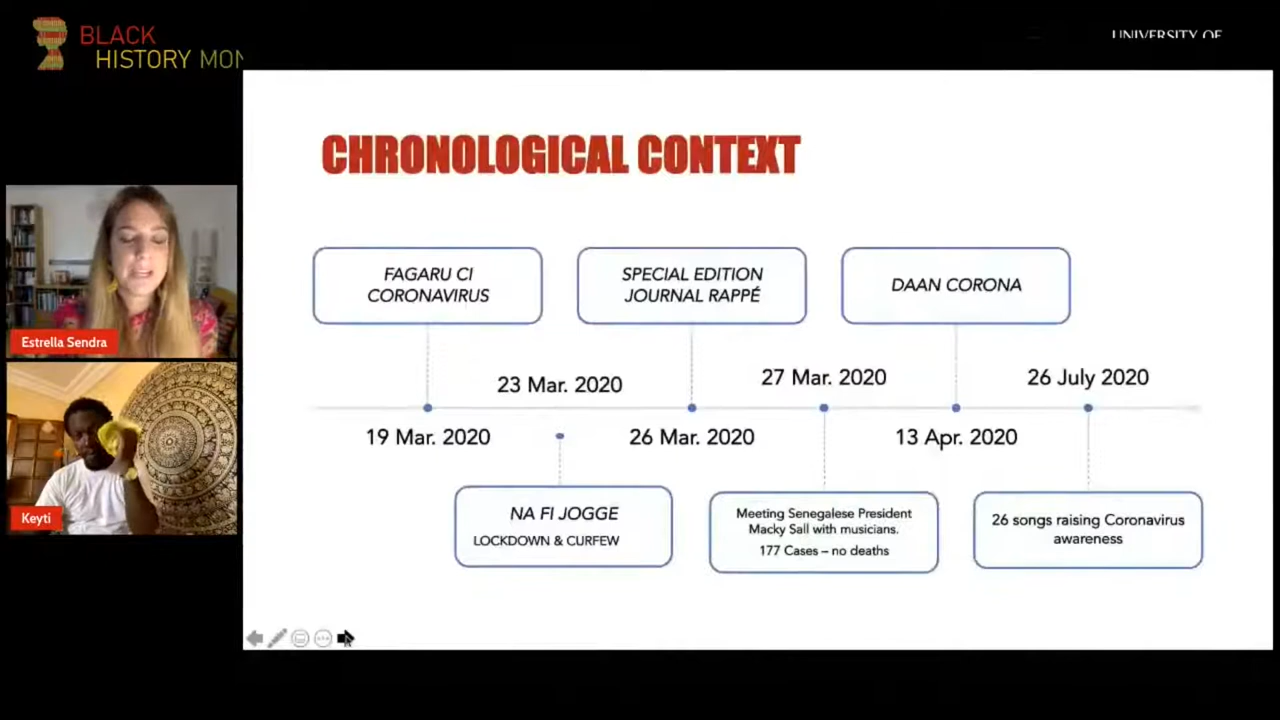 BLACK
HISTORY MON
UNIVERSITY OF
CHRONOLOGICAL CONTEXT
FAGARU CI
CORONAVIRUS
SPECIAL EDITION
JOURNAL RAPPÉ
DAAN CORONA
23 Mar. 2020
27 Mar. 2020
26 July 2020
19 Mar. 2020
26 Mar. 2020
13 Apr. 2020
NA FI JOGGE
LOCKDOWN & CURFEW
Meeting Senegalese President
Macky Sall with musicians.
177 Cases – no deaths
26 songs raising Coronavirus
awareness
Estrella Sendra
Keyti